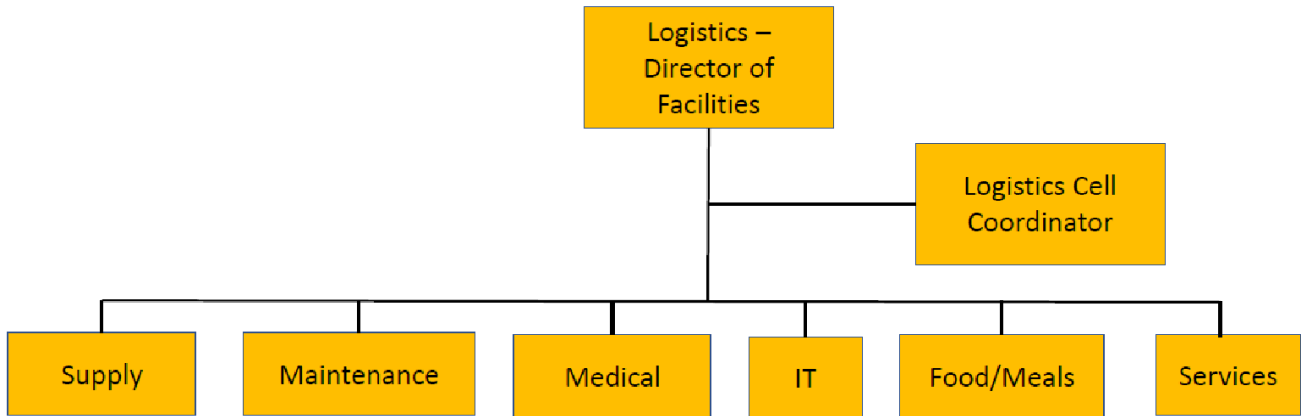 Logistics –
Director of
Facilities
Logistics Cell
Coordinator
Supply
Maintenance
Medical
IT
Food/Meals
Services